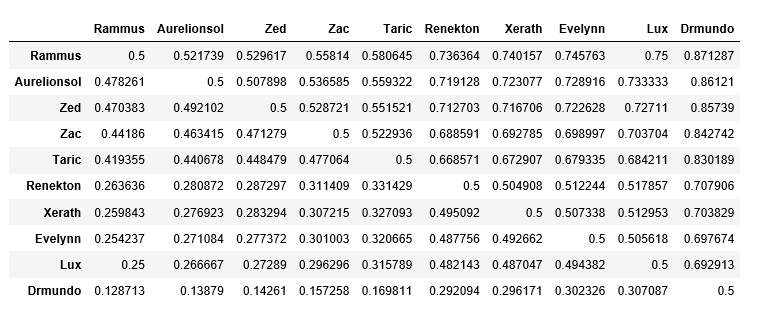 Rammus Aurelionsol Zed Zac Taric Renekton Xerath Evelynn Lux Drmundo
Rammus 0.5 0.521739 0.529617 0.55814 0.580645 0.736364 0.740157 0.745763 0.75 0.871287
Aurelionsol 0.478261 0.5 0.507898 0.536585 0.559322 0.719128 0.723077 0.728916 0.733333 0.86121
Zed 0.470383 0.492102 0.5 0.528721 0.551521 0.712703 0.716706 0.722628 0.72711 0.85739
Zac 0.44186 0.463415 0.471279 0.5 0.522936 0.688591 0.692785 0.698997 0.703704 0.842742
Taric 0.419355 0.440678 0.448479 0.477064 0.5 0.668571 0.672907 0.679335 0.684211 0.830189
Renekton 0.263636 0.280872 0.287297 0.311409 0.331429 0.5 0.504908 0.512244 0.517857 0.707906
Xerath 0.259843 0.276923 0.283294 0.307215 0.327093 0.495092 0.5 0.507338 0.512953 0.703829
Evelynn 0.254237 0.271084 0.277372 0.301003 0.320665 0.487756 0.492662 0.5 0.505618 0.697674
Lux 0.25 0.266667 0.27289 0.296296 0.315789 0.482143 0.487047 0.494382 0.5 0.692913
Drmundo 0.128713 0.13879 0.14261 0.157258 0.169811 0.292094 0.296171 0.302326 0.307087 0.5